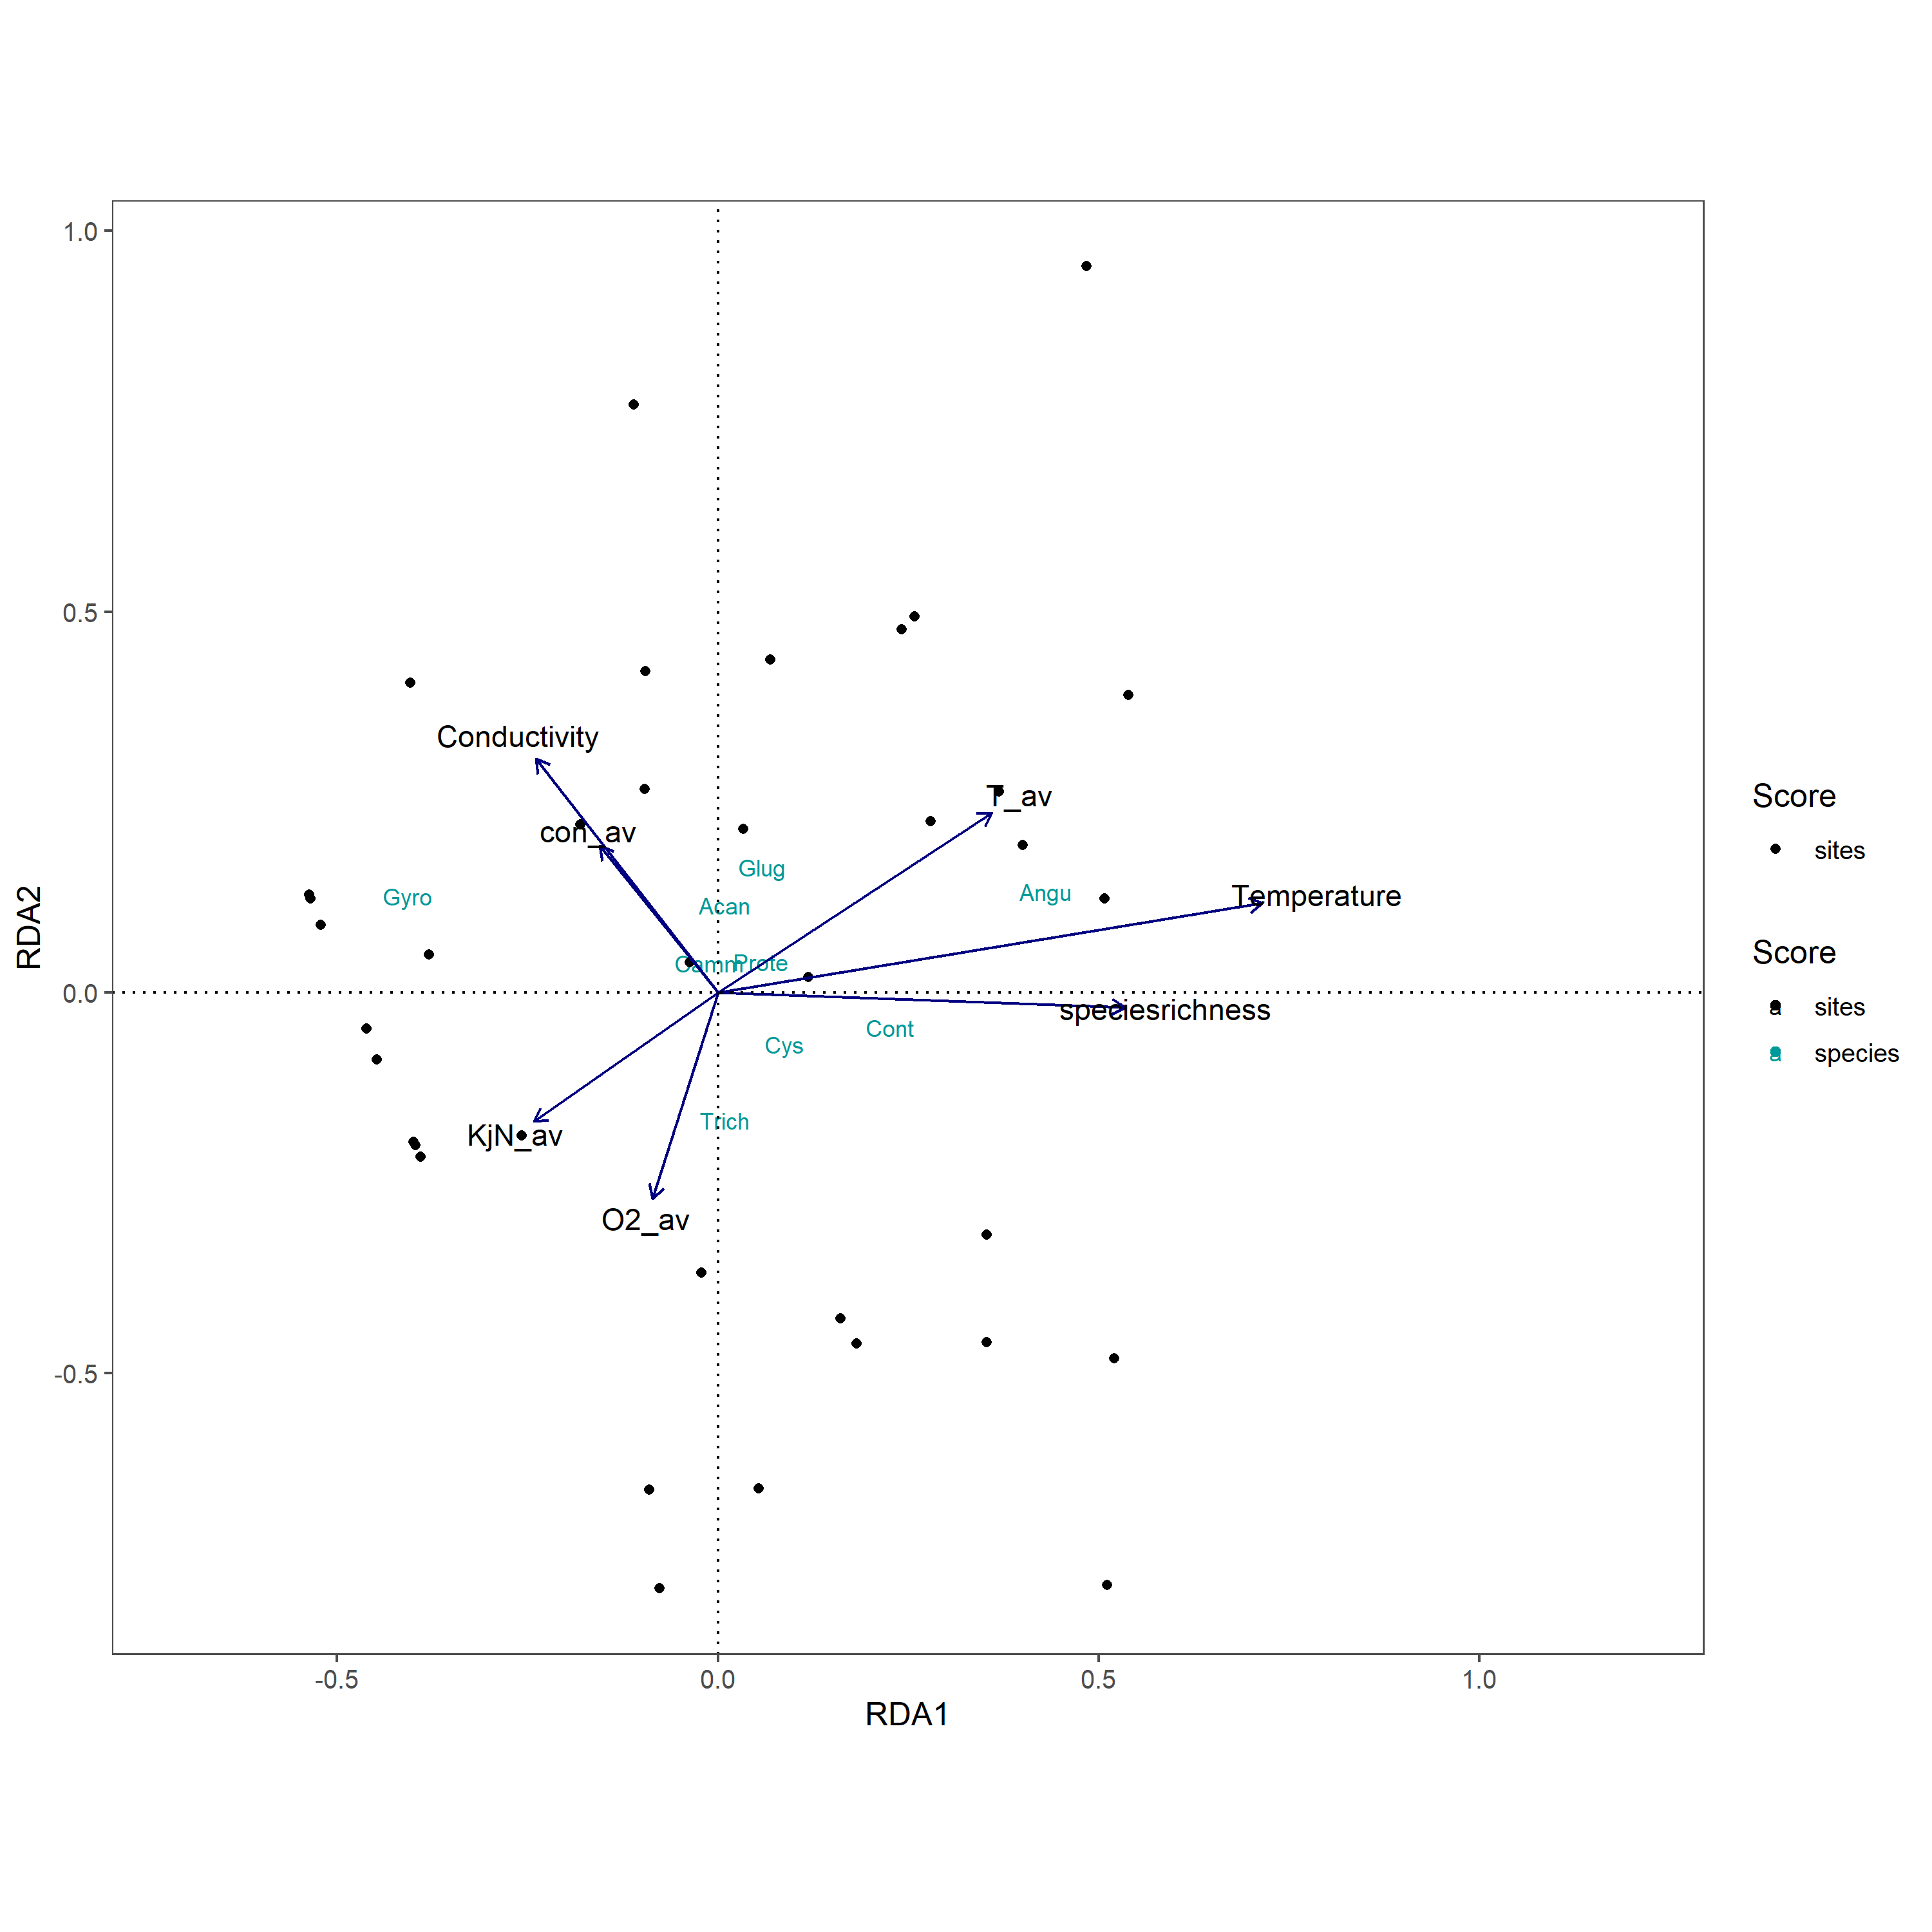 1.0
0.5
0.0
-0.5
RDA2
Conductivity
con_av
T_av
Glug
Gyro
Acan
Angu
Temperature
Gamm
Prote
speciesrichness
Cont
Cys
Trich
KjN_av
O2_av
-0.5
0.0
0.5
1.0
RDA1
Score
sites
Score
a sites
a species